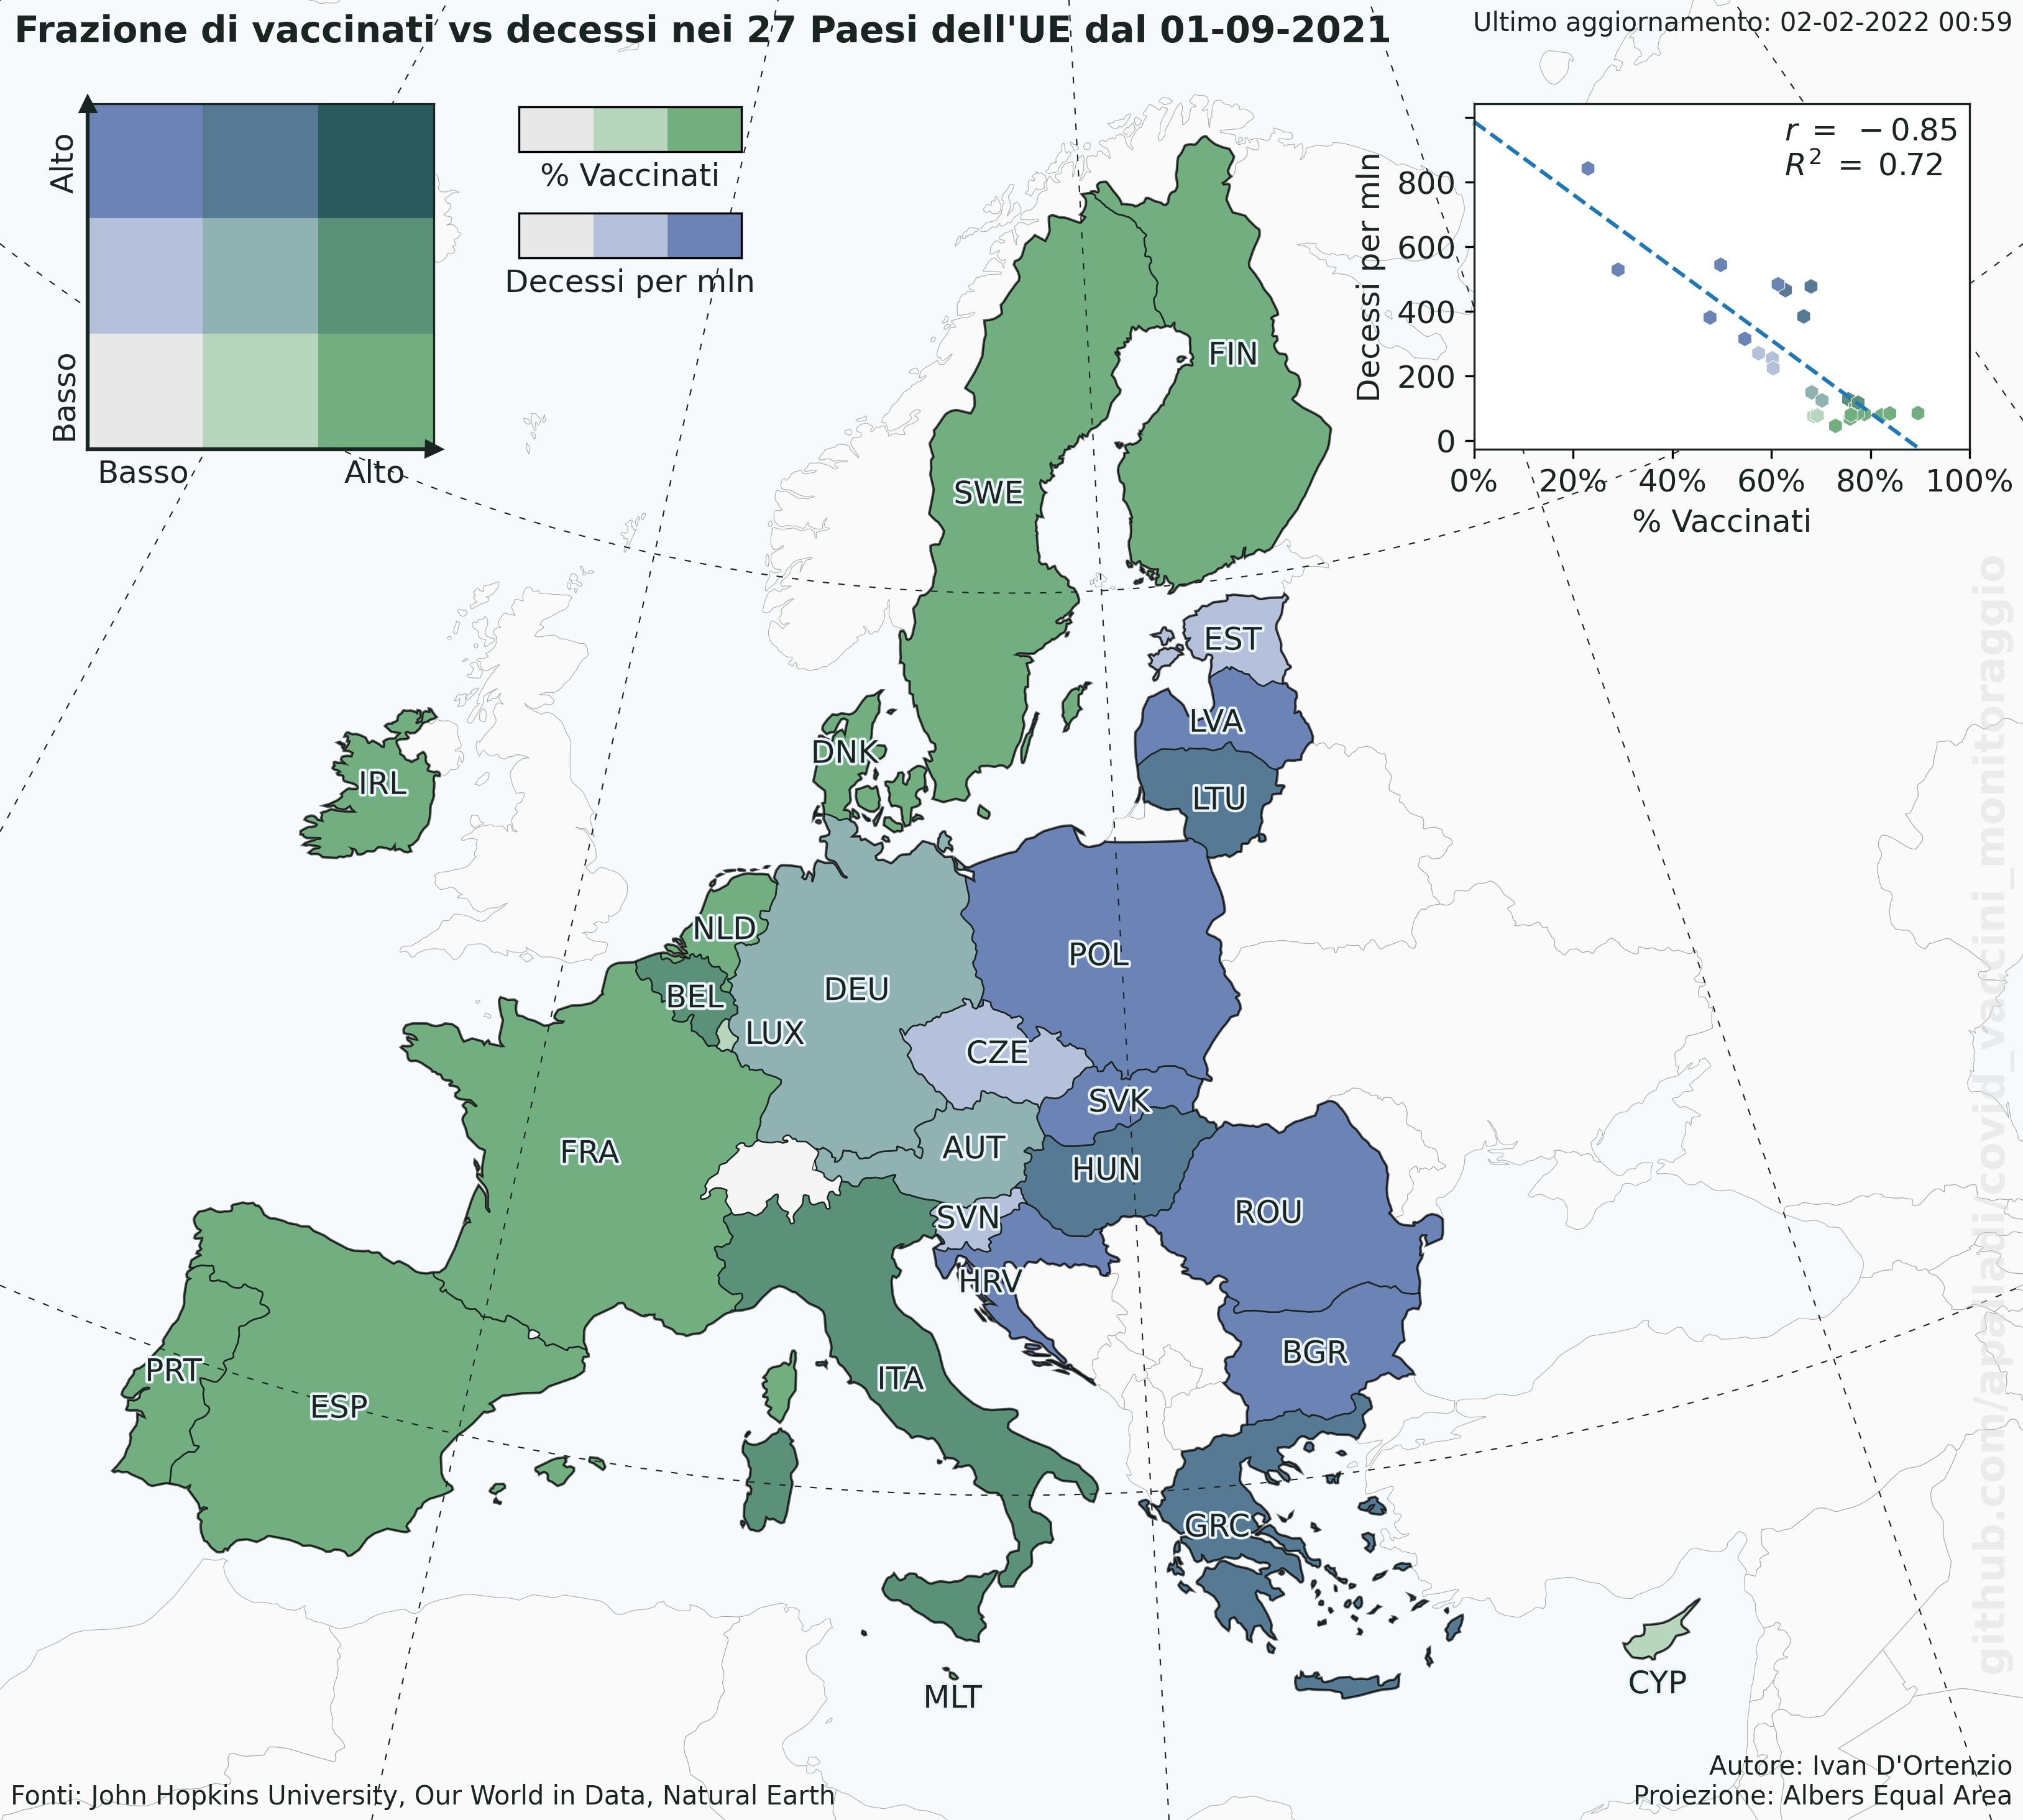 Frazione di vaccinati vs decessi nei 27 Paesi dell'UE dal 01-09-2021
Ultimo aggiornamento: 02-02-2022 00:59
Alto
Basso
Basso
Alto
% Vaccinati
Decessi per mln
r = −0.85
R² = 0.72
Decessi per mln
800
600
400
200
0
0%
20%
40%
60%
80%
100%
% Vaccinati
FIN
SWE
EST
LVA
DNK
IRL
LTU
NLD
POL
DEU
BEL
LUX
CZE
SVK
FRA
AUT
HUN
ROU
SVN
HRV
BGR
PRT
ITA
ESP
GRC
CYP
MLT
github.com/apalladi/covid_vaccini_monitoraggio
Autore: Ivan D'Ortenzio
Fonti: John Hopkins University, Our World in Data, Natural Earth
Proiezione: Albers Equal Area